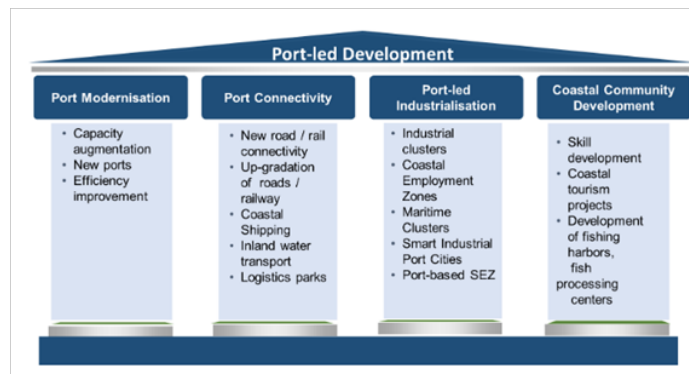 Port-led Development
Port Modernisation
• Capacity
augmentation
• New ports
• Efficiency
improvement
Port Connectivity
• New road / rail
connectivity
• Up-gradation
of roads /
railway
• Coastal
Shipping
• Inland water
transport
• Logistics parks
Port-led
Industrialisation
• Industrial
clusters
• Coastal
Employment
Zones
• Maritime
Clusters
• Smart Industrial
Port Cities
• Port-based SEZ
Coastal Community
Development
• Skill
development
• Coastal
tourism
projects
• Development
of fishing
harbors,
fish
processing
centers